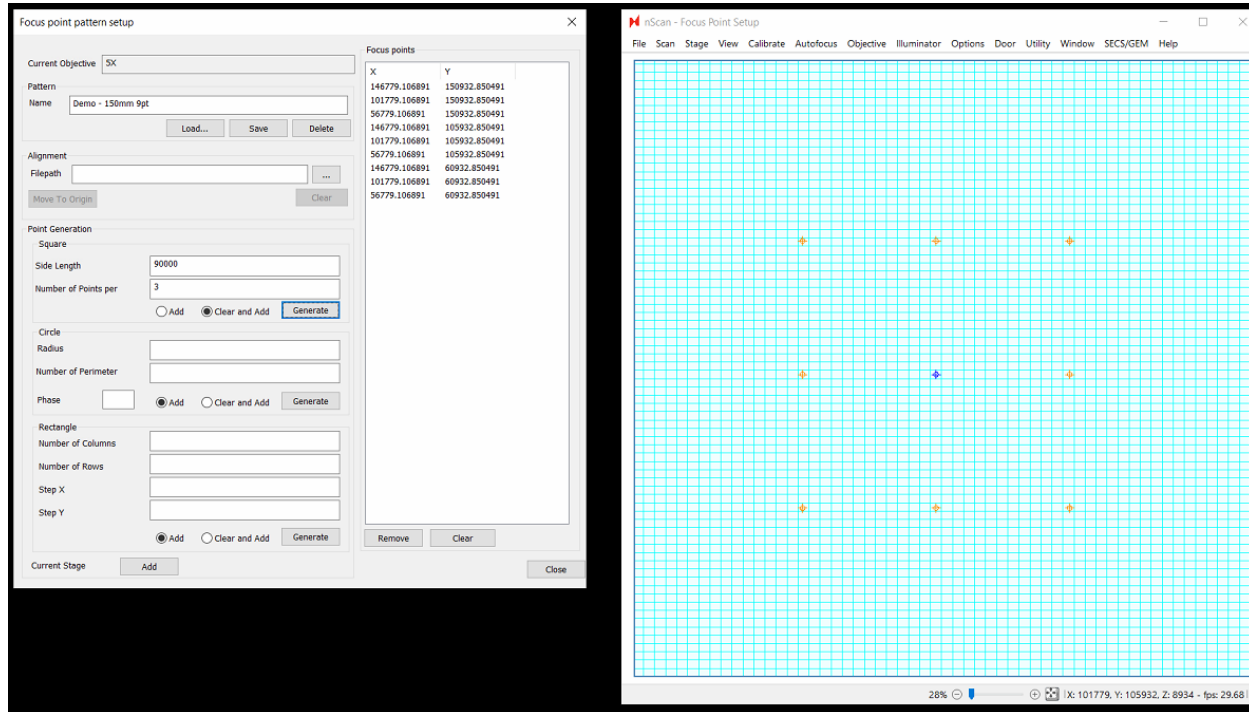 Focus point pattern setup
Current Objective 5X
Pattern
Name Demo - 150mm 9pt
Load... Save Delete
Alignment
Filepath ...
Move To Origin Clear
Point Generation
Square
Side Length 90000
Number of Points per 3
Add Clear and Add Generate
Circle
Radius
Number of Perimeter
Phase Add Clear and Add Generate
Rectangle
Number of Columns
Number of Rows
Step X
Step Y
Add Clear and Add Generate
Current Stage Add
Focus points
X Y
146779.106891 150932.850491
101779.106891 150932.850491
56779.106891 150932.850491
146779.106891 105932.850491
101779.106891 105932.850491
56779.106891 105932.850491
146779.106891 60932.850491
101779.106891 60932.850491
56779.106891 60932.850491
Remove Clear
Close
nScan - Focus Point Setup
File Scan Stage View Calibrate Autofocus Objective Illuminator Options Door Utility Window SECS/GEM Help
28% X: 101779, Y: 105932, Z: 8934 - fps: 29.68